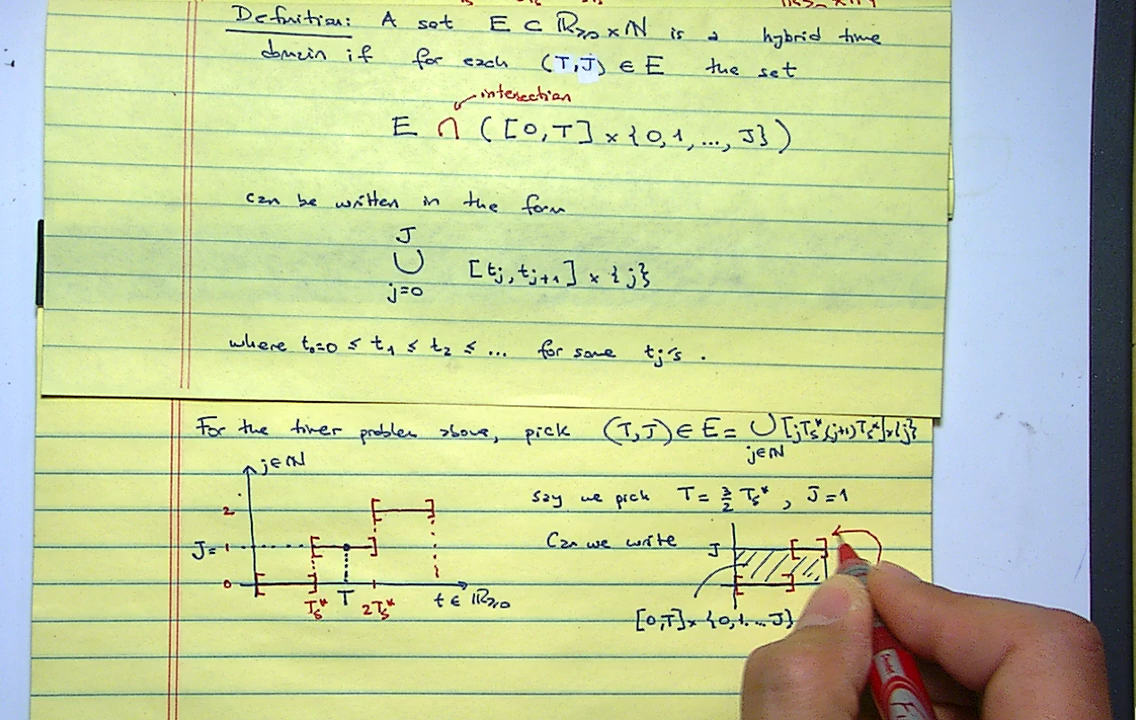 Definition: A set E ⊂ ℝ≥0 × ℕ is a hybrid time
domain if for each (T,J) ∈ E the set
intersection
E ∩ ([0,T] × {0,1,...,J})
can be written in the form
J
∪ [tj, tj+1] × {j}
j=0
where t0=0 ≤ t1 ≤ t2 ≤ ... for some tj's.
For the timer problem above, pick (T,J) ∈ E = ∪ [jTs*,(j+1)Ts*]×{j}
j∈ℕ
j∈ℕ
2
J= 1
0
Ts* T 2Ts* t ∈ ℝ≥0
say we pick T = 3/2 Ts*, J=1
Can we write J
[0,T]×{0,1...J}